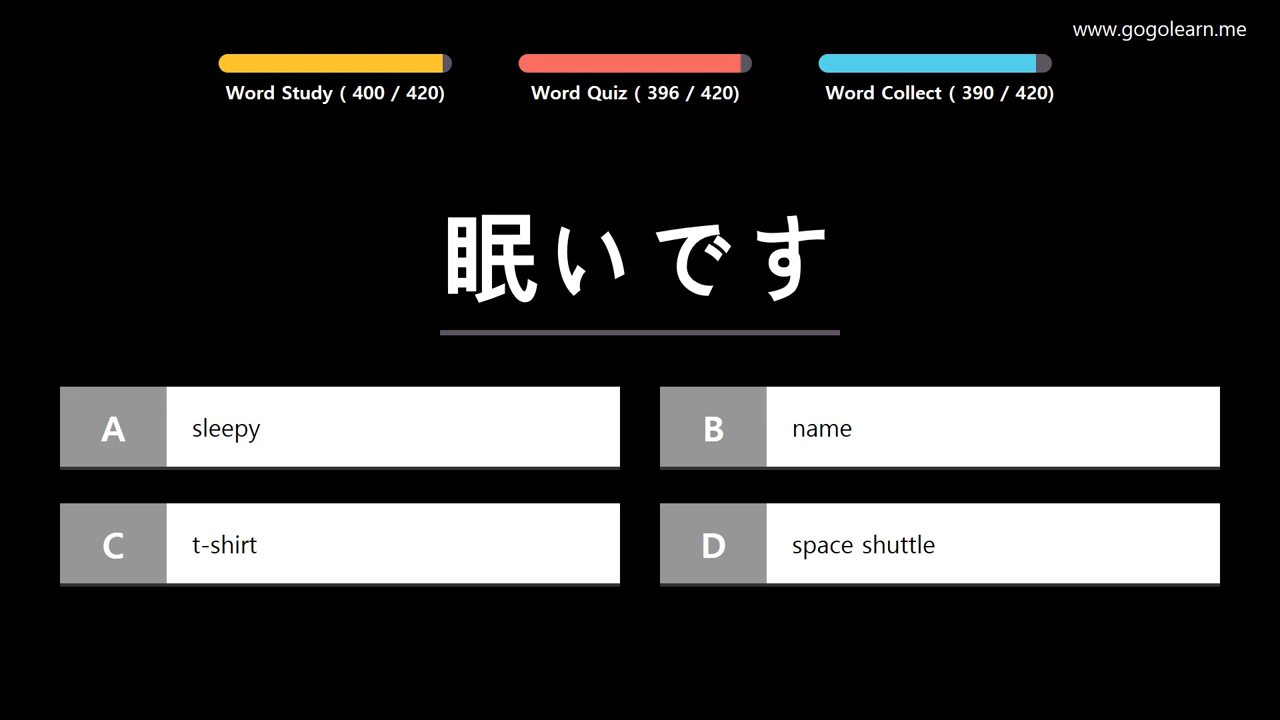 www.gogolearn.me
Word Study ( 400 / 420)
Word Quiz ( 396 / 420)
Word Collect ( 390 / 420)
眠いです
A sleepy
B name
C t-shirt
D space shuttle